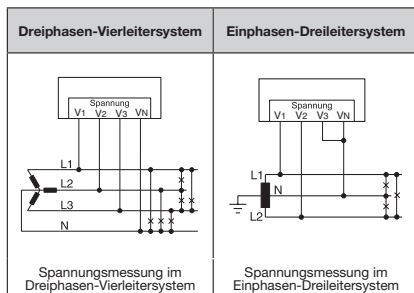 Dreiphasen-Vierleitersystem
Einphasen-Dreileitersystem
Spannung
V1 V2 V3 VN
L1
L2
L3
N
Spannungsmessung im
Dreiphasen-Vierleitersystem
Spannung
V1 V2 V3 VN
L1
N
L2
Spannungsmessung im
Einphasen-Dreileitersystem